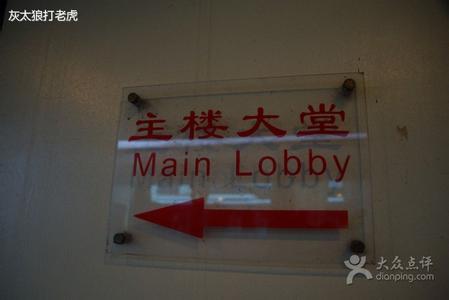 灰太狼打老虎
主楼大堂
Main Lobby
大众点评
dianping.com